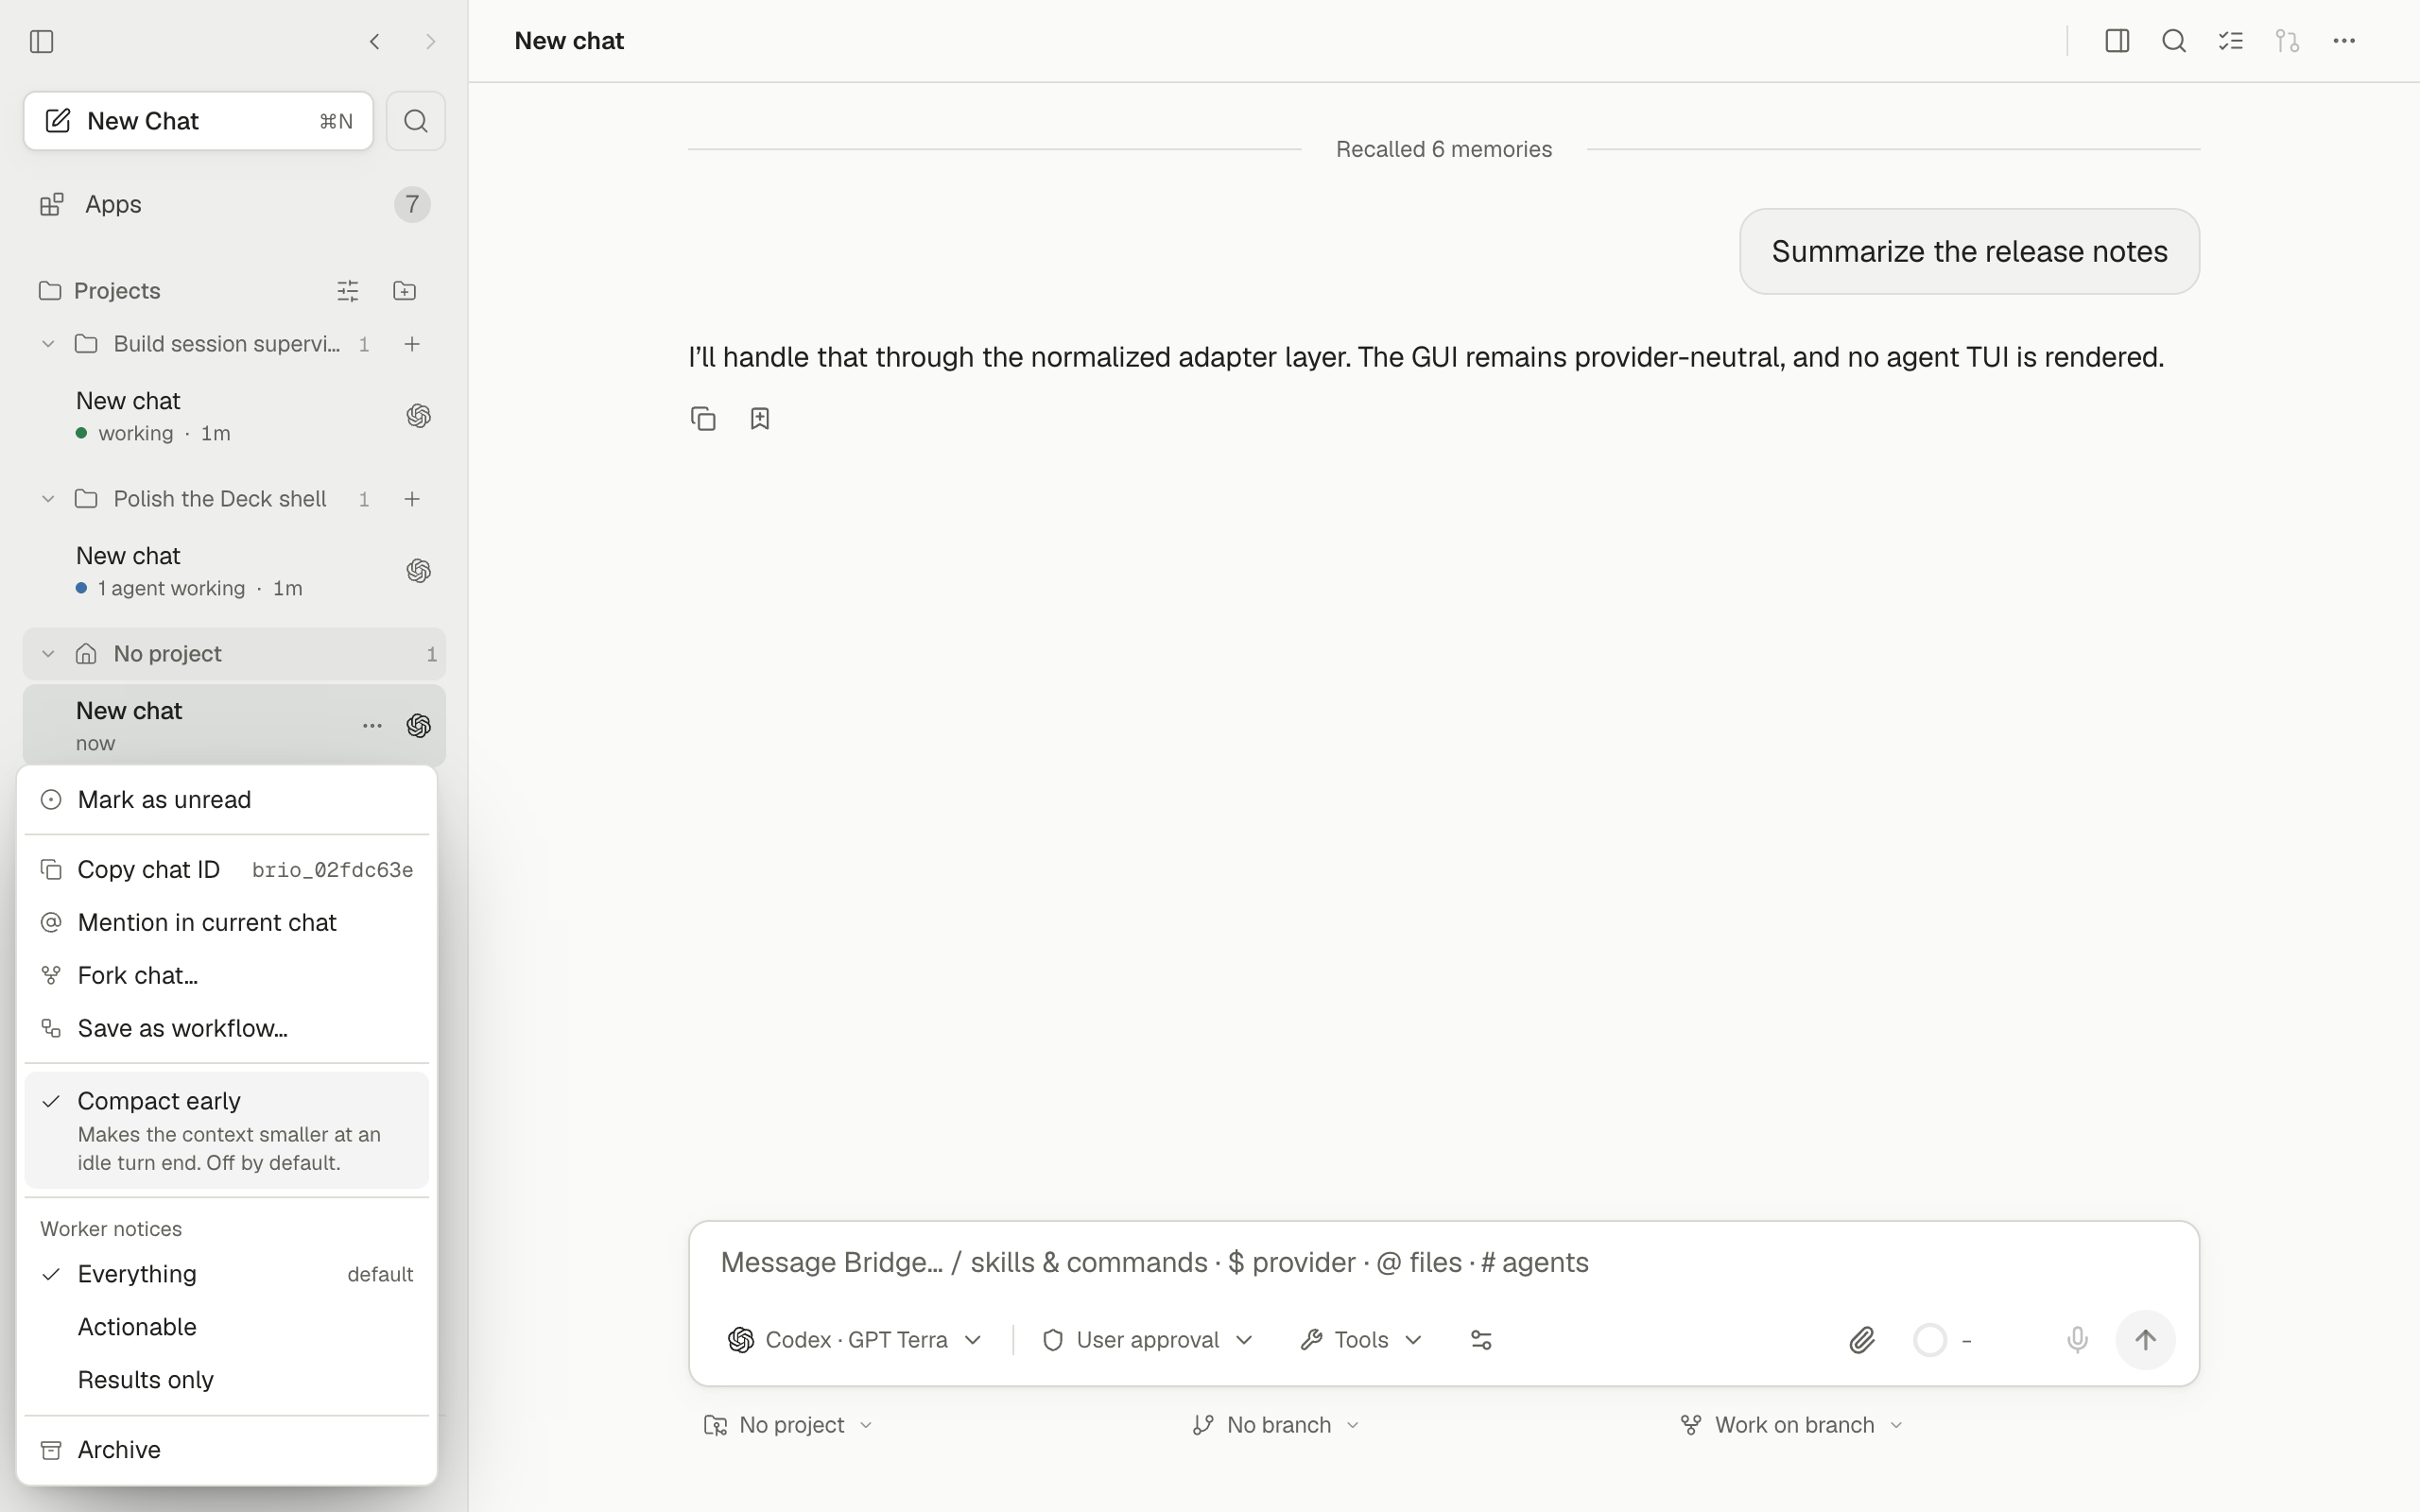 New Chat ⌘N
Apps 7
Projects
Build session supervi... 1
New chat
working · 1m
Polish the Deck shell 1
New chat
1 agent working · 1m
No project 1
New chat
now
Mark as unread
Copy chat ID brio_02fdc63e
Mention in current chat
Fork chat...
Save as workflow...
Compact early
Makes the context smaller at an
idle turn end. Off by default.
Worker notices
Everything default
Actionable
Results only
Archive
New chat
Recalled 6 memories
Summarize the release notes
I’ll handle that through the normalized adapter layer. The GUI remains provider-neutral, and no agent TUI is rendered.
Message Bridge... / skills & commands · $ provider · @ files · # agents
Codex · GPT Terra User approval Tools –
No project No branch Work on branch